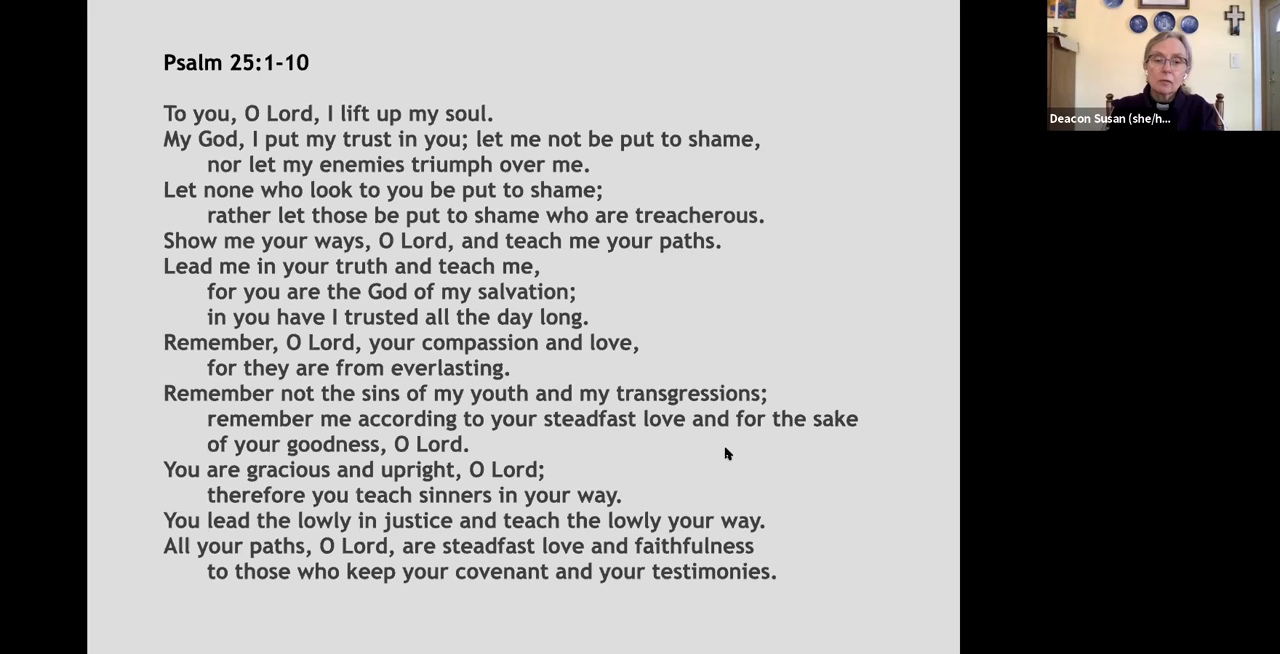 Psalm 25:1-10
To you, O Lord, I lift up my soul.
My God, I put my trust in you; let me not be put to shame,
nor let my enemies triumph over me.
Let none who look to you be put to shame;
rather let those be put to shame who are treacherous.
Show me your ways, O Lord, and teach me your paths.
Lead me in your truth and teach me,
for you are the God of my salvation;
in you have I trusted all the day long.
Remember, O Lord, your compassion and love,
for they are from everlasting.
Remember not the sins of my youth and my transgressions;
remember me according to your steadfast love and for the sake
of your goodness, O Lord.
You are gracious and upright, O Lord;
therefore you teach sinners in your way.
You lead the lowly in justice and teach the lowly your way.
All your paths, O Lord, are steadfast love and faithfulness
to those who keep your covenant and your testimonies.
Deacon Susan (she/h...